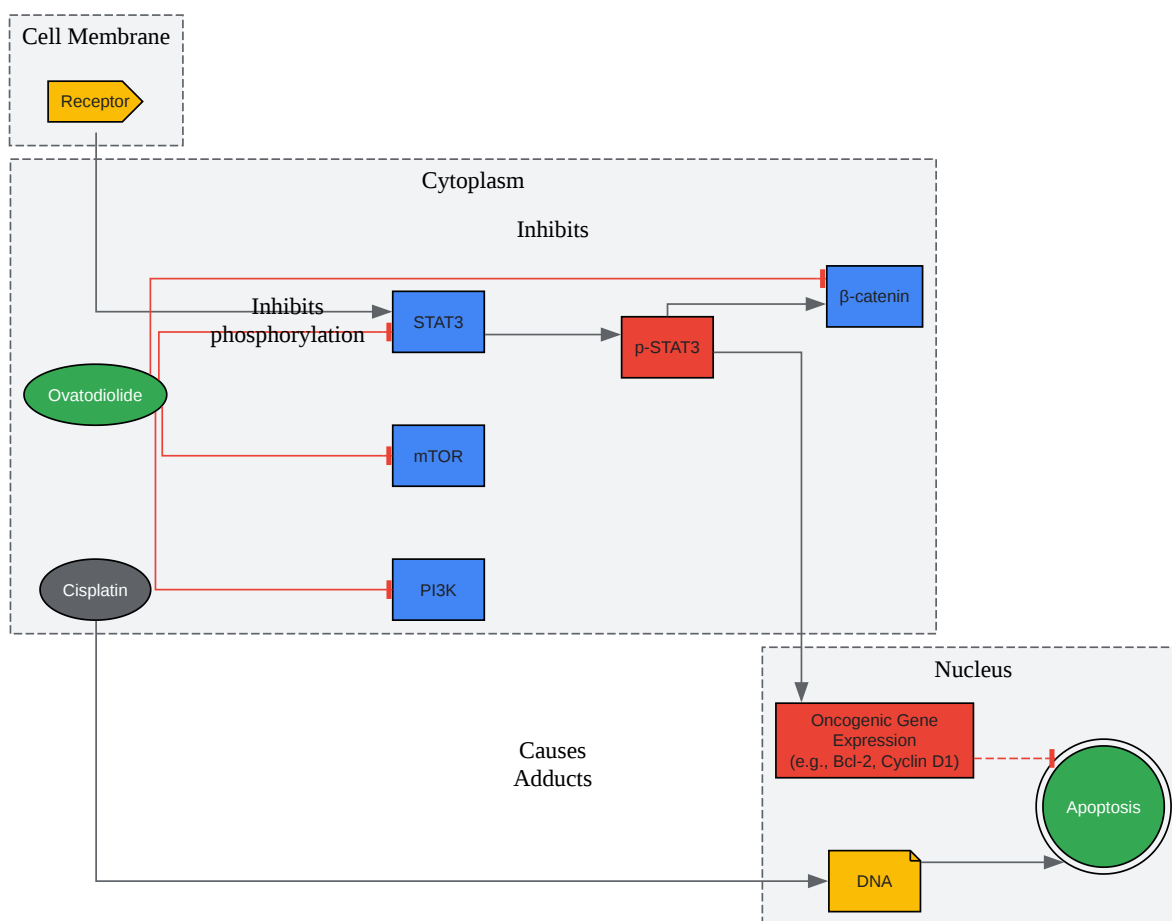 Cell Membrane
Receptor
Cytoplasm
Inhibits
β-catenin
Inhibits
phosphorylation
STAT3
p-STAT3
Ovatodiolide
mTOR
Cisplatin
PI3K
Nucleus
Oncogenic Gene
Expression
(e.g., Bcl-2, Cyclin D1)
Causes
Adducts
Apoptosis
DNA